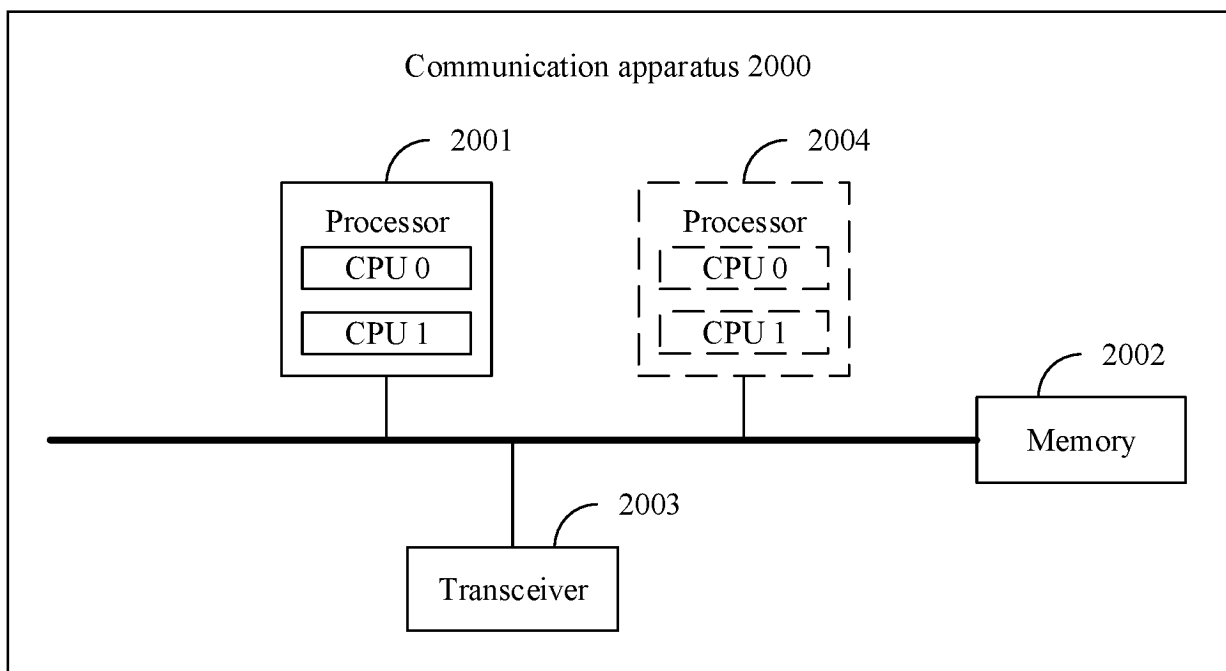 Communication apparatus 2000
2001
2004
Processor
CPU 0
CPU 1
Processor
CPU 0
CPU 1
2002
Memory
2003
Transceiver